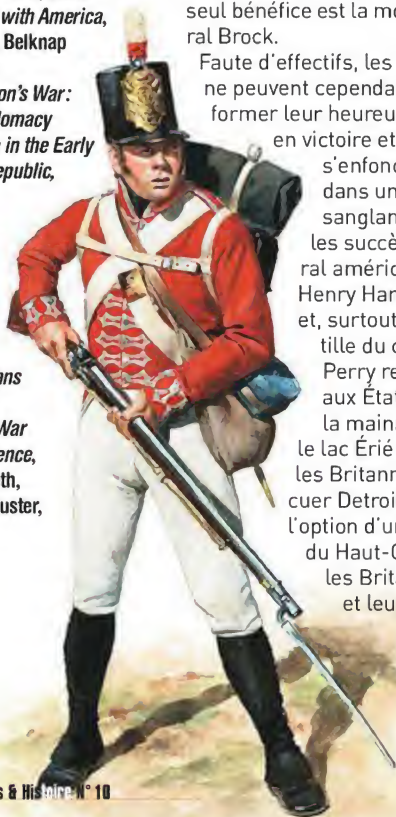 with America,
Belknap
on's War:
lomacy
in the Early
epublic,
ans
War
ence,
th,
uster,
seul bénéfice est la mo
ral Brock.
Faute d'effectifs, les
ne peuvent cependa
former leur heureu
en victoire et
s'enfonc
dans un
sanglan
les succè
ral améric
Henry Har
et, surtout
tille du c
Perry re
aux État
la main
le lac Érié
les Britann
cuer Detroi
l'option d'ur
du Haut-C
les Brita
et leu
s & Histoire N° 10